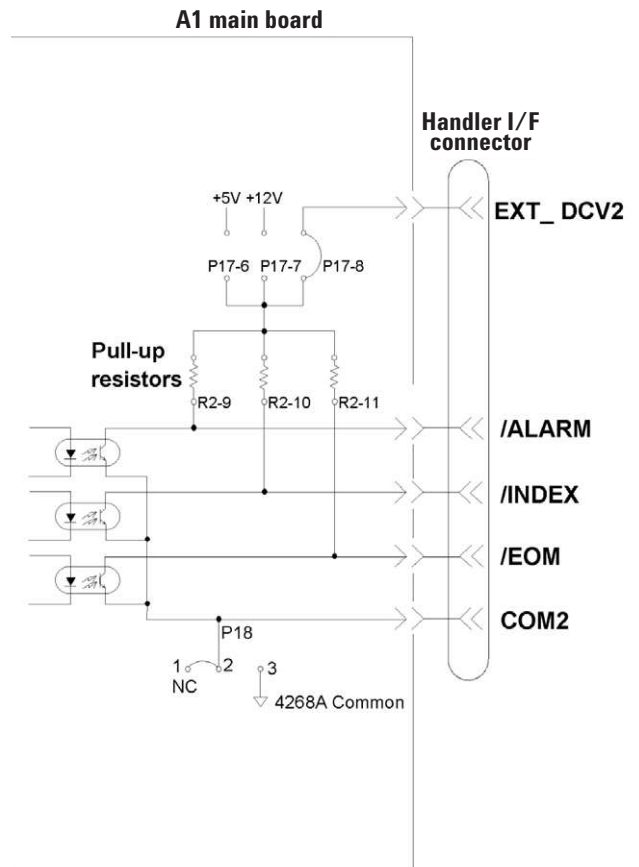 A1 main board
Handler I/F
connector
+5V +12V
EXT_ DCV2
P17-6 P17-7 P17-8
Pull-up
resistors
R2-9 R2-10 R2-11
/ALARM
/INDEX
/EOM
COM2
P18
1 2 3
NC
4268A Common